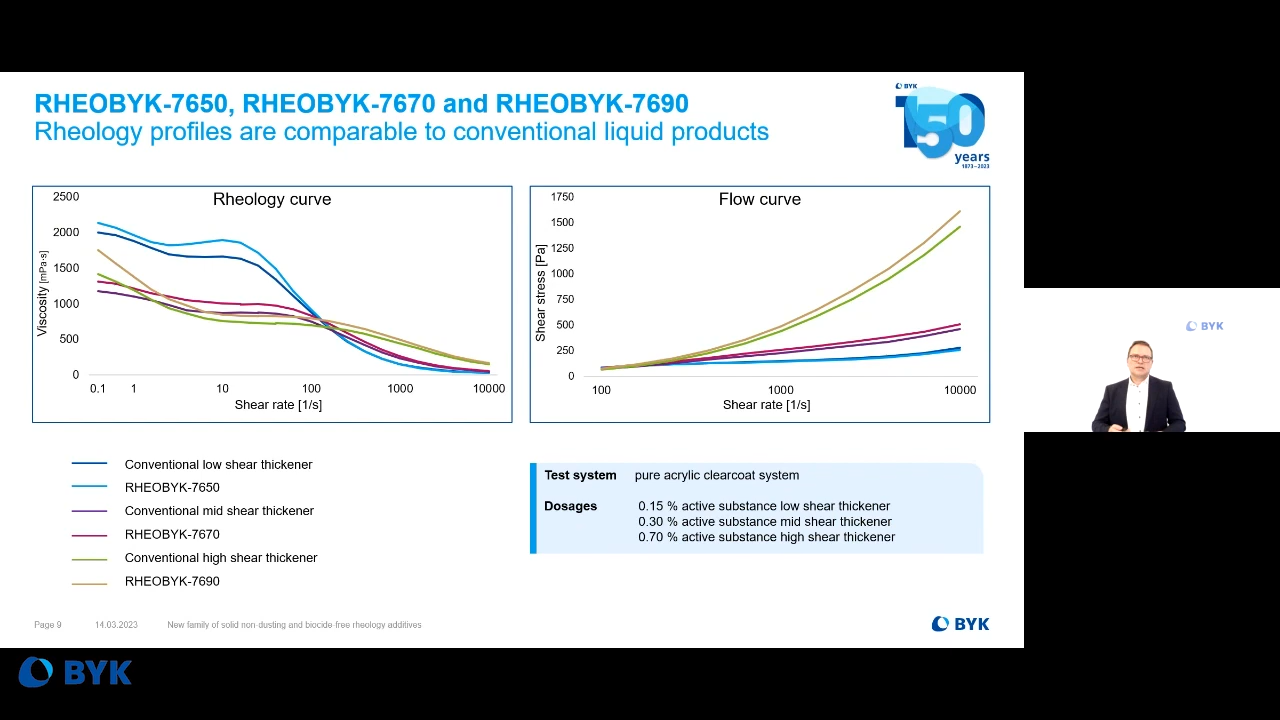 RHEOBYK-7650, RHEOBYK-7670 and RHEOBYK-7690
Rheology profiles are comparable to conventional liquid products
BYK
150
years
1873–2023
Rheology curve
Viscosity [mPa·s]
2500
2000
1500
1000
500
0
0.1 1 10 100 1000 10000
Shear rate [1/s]
Flow curve
Shear stress [Pa]
1750
1500
1250
1000
750
500
250
0
100 1000 10000
Shear rate [1/s]
BYK
Conventional low shear thickener
RHEOBYK-7650
Conventional mid shear thickener
RHEOBYK-7670
Conventional high shear thickener
RHEOBYK-7690
Test system pure acrylic clearcoat system
Dosages 0.15 % active substance low shear thickener
0.30 % active substance mid shear thickener
0.70 % active substance high shear thickener
Page 9 14.03.2023 New family of solid non-dusting and biocide-free rheology additives
BYK
BYK